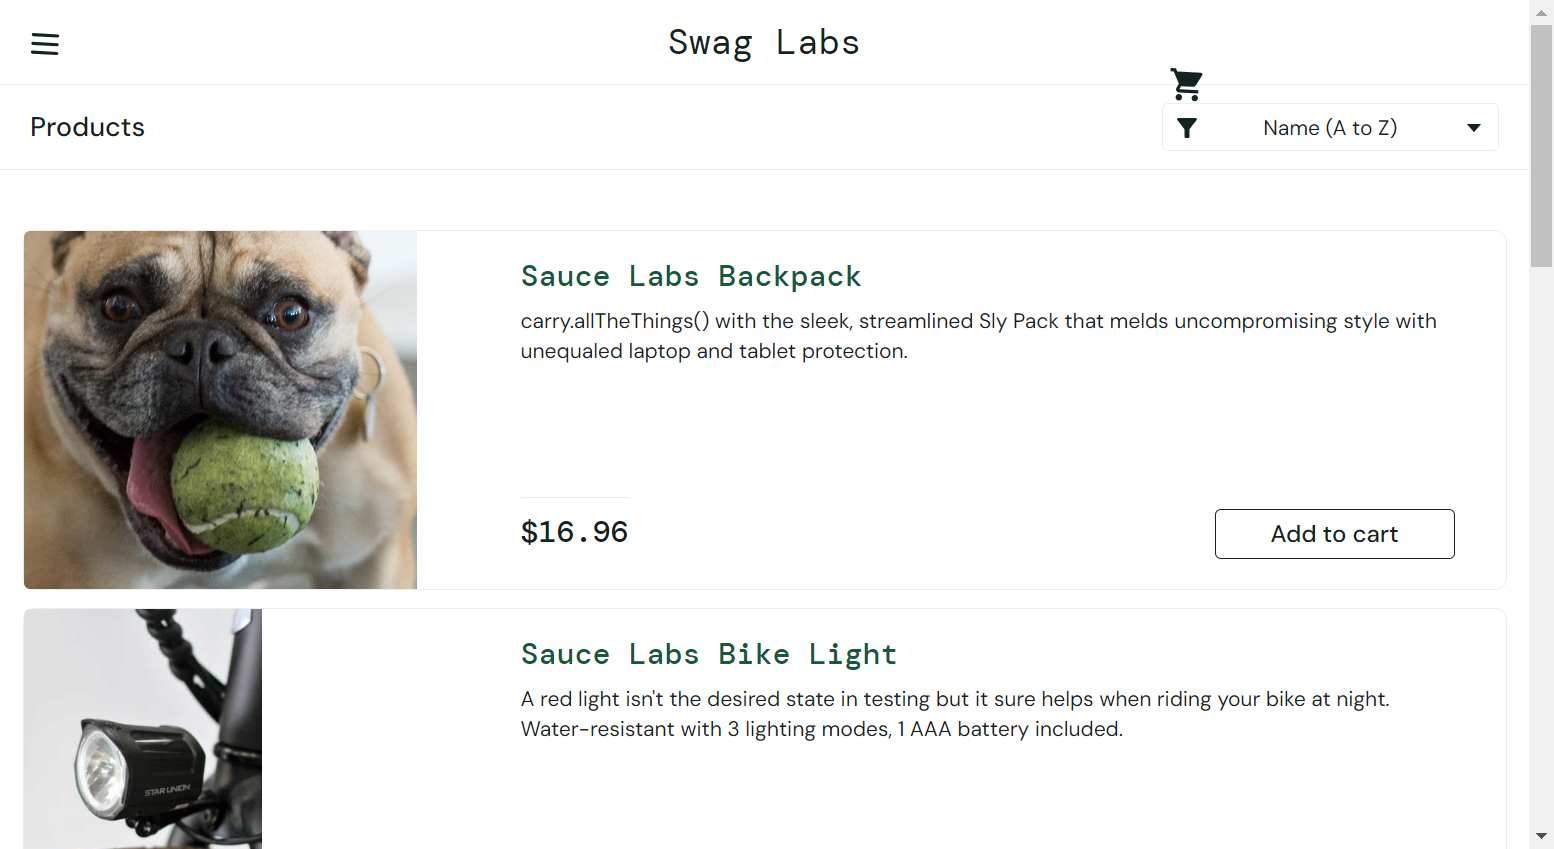 Swag Labs
Products
Name (A to Z)
Sauce Labs Backpack
carry.allTheThings() with the sleek, streamlined Sly Pack that melds uncompromising style with
unequaled laptop and tablet protection.
$16.96
Add to cart
Sauce Labs Bike Light
A red light isn't the desired state in testing but it sure helps when riding your bike at night.
Water-resistant with 3 lighting modes, 1 AAA battery included.
STAR UNION